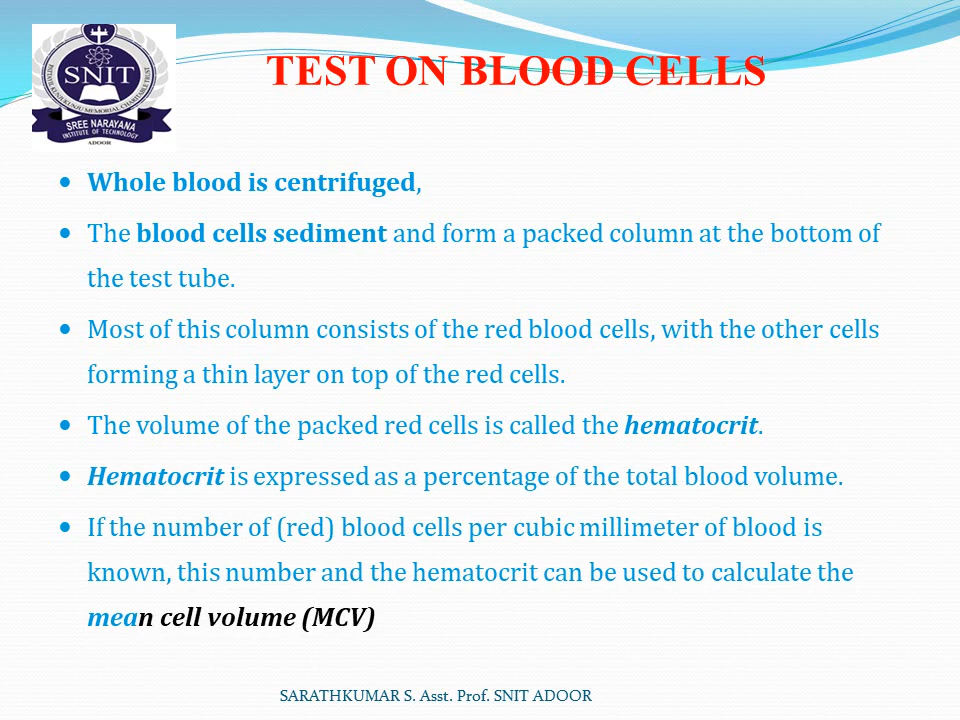 SNIT
PADMASREE KUNJUKUNJU MEMORIAL CHARITABLE TRUST
SREE NARAYANA
INSTITUTE OF TECHNOLOGY
ADOOR
TEST ON BLOOD CELLS
Whole blood is centrifuged,
The blood cells sediment and form a packed column at the bottom of
the test tube.
Most of this column consists of the red blood cells, with the other cells
forming a thin layer on top of the red cells.
The volume of the packed red cells is called the hematocrit.
Hematocrit is expressed as a percentage of the total blood volume.
If the number of (red) blood cells per cubic millimeter of blood is
known, this number and the hematocrit can be used to calculate the
mean cell volume (MCV)
SARATHKUMAR S. Asst. Prof. SNIT ADOOR